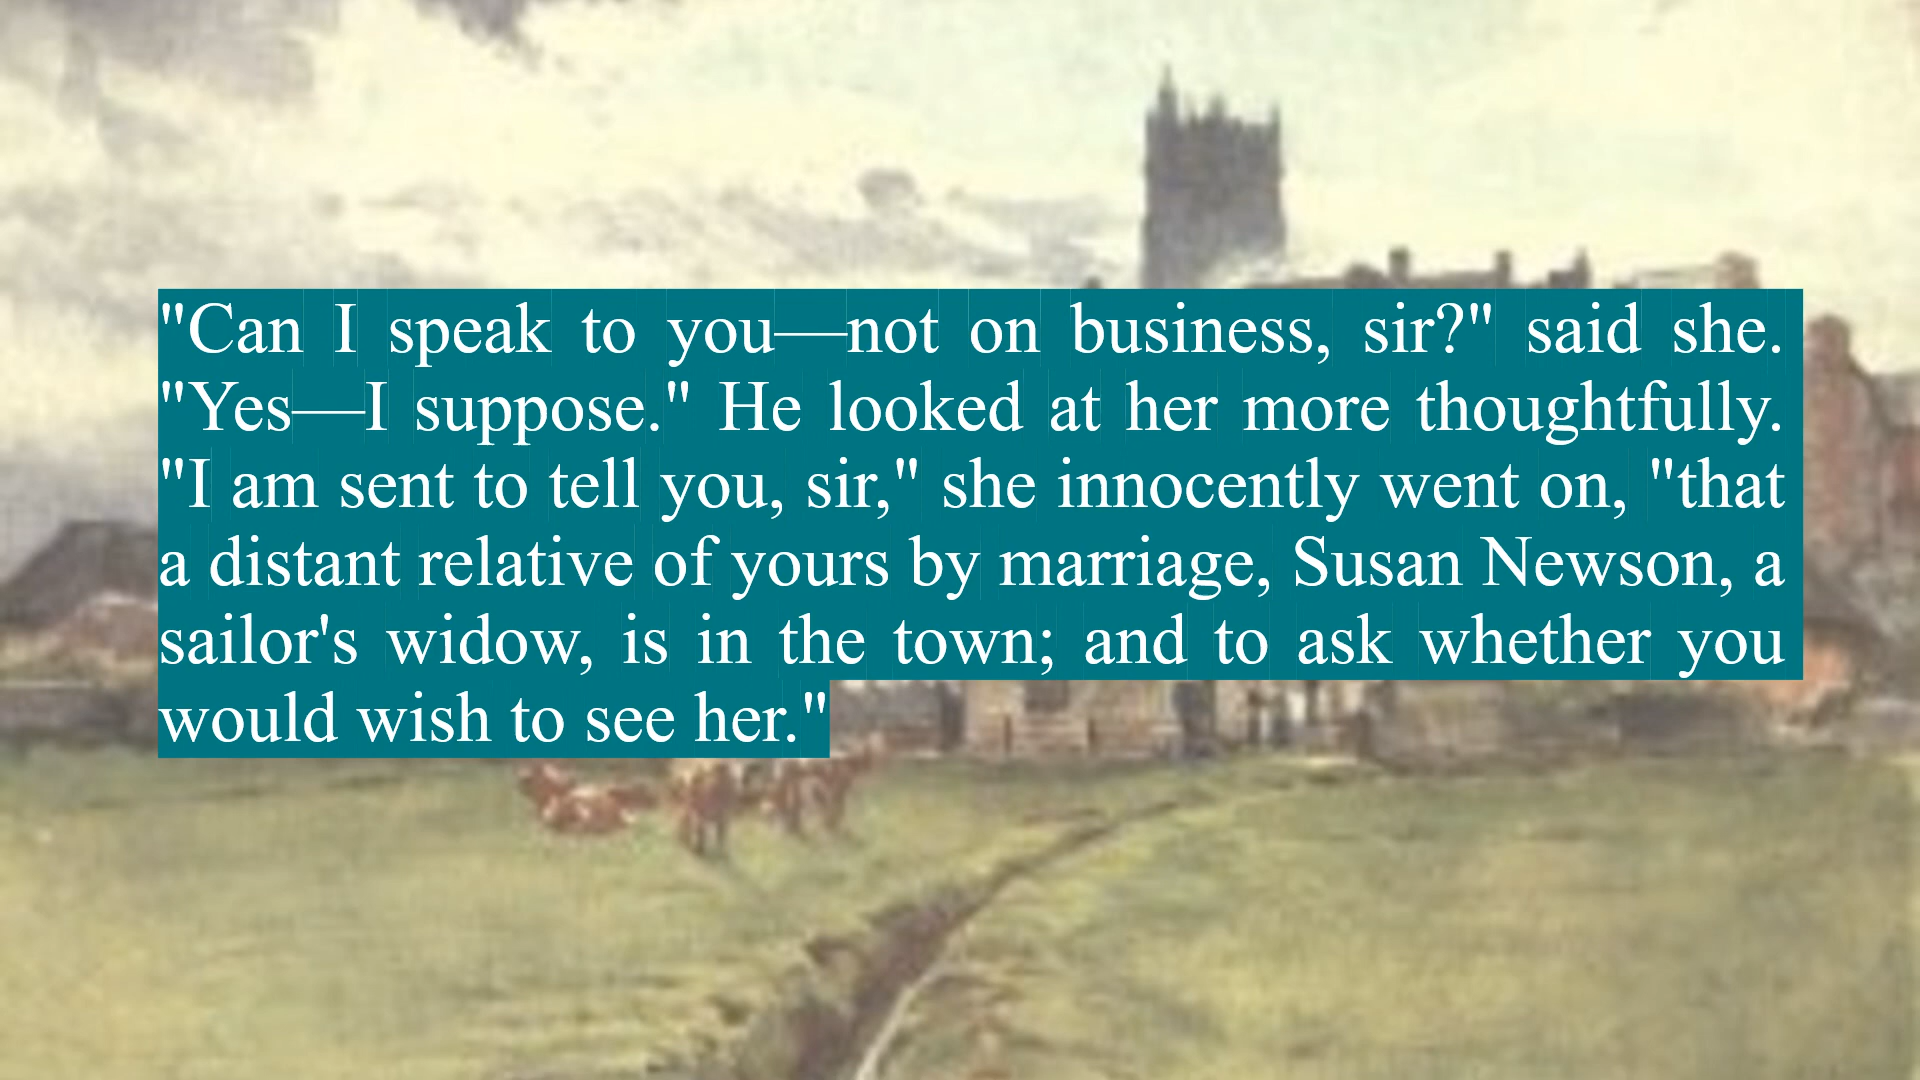 "Can I speak to you—not on business, sir?" said she.
"Yes—I suppose." He looked at her more thoughtfully.
"I am sent to tell you, sir," she innocently went on, "that
a distant relative of yours by marriage, Susan Newson, a
sailor's widow, is in the town; and to ask whether you
would wish to see her."